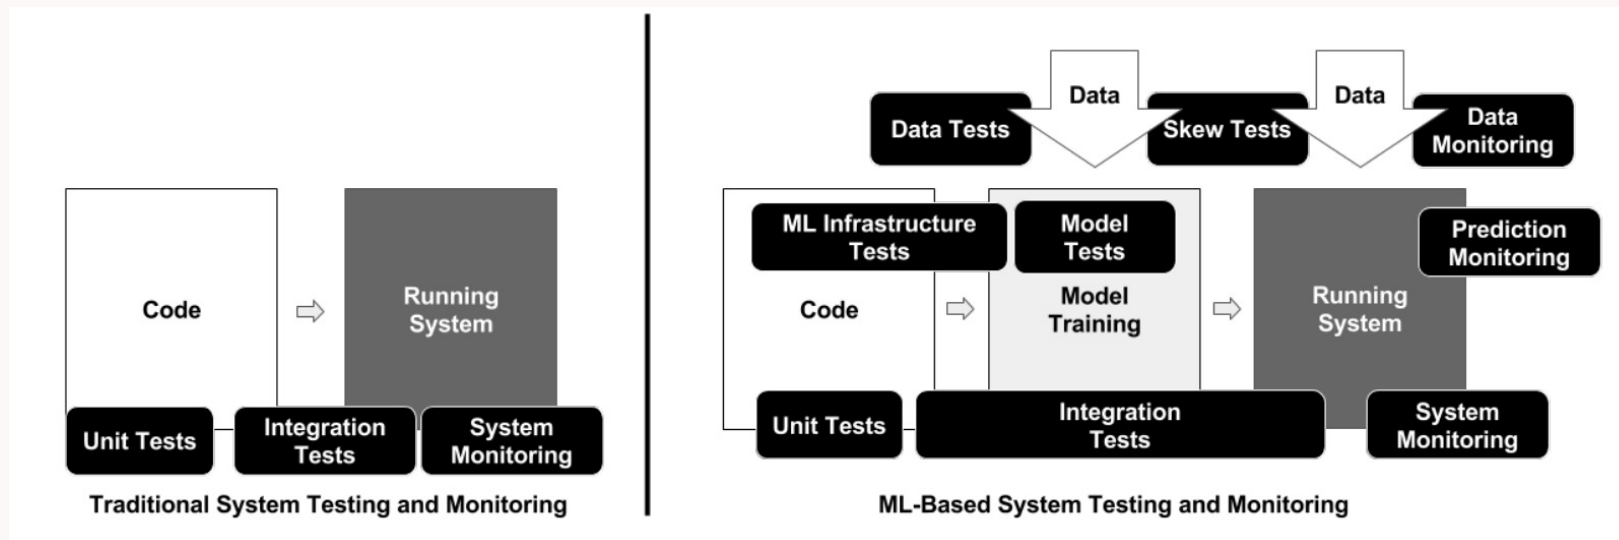 Code
Running
System
Unit Tests
Integration
Tests
System
Monitoring
Traditional System Testing and Monitoring
Data
Data
Data Tests
Skew Tests
Data
Monitoring
ML Infrastructure
Tests
Model
Tests
Prediction
Monitoring
Code
Model
Training
Running
System
Unit Tests
Integration
Tests
System
Monitoring
ML-Based System Testing and Monitoring